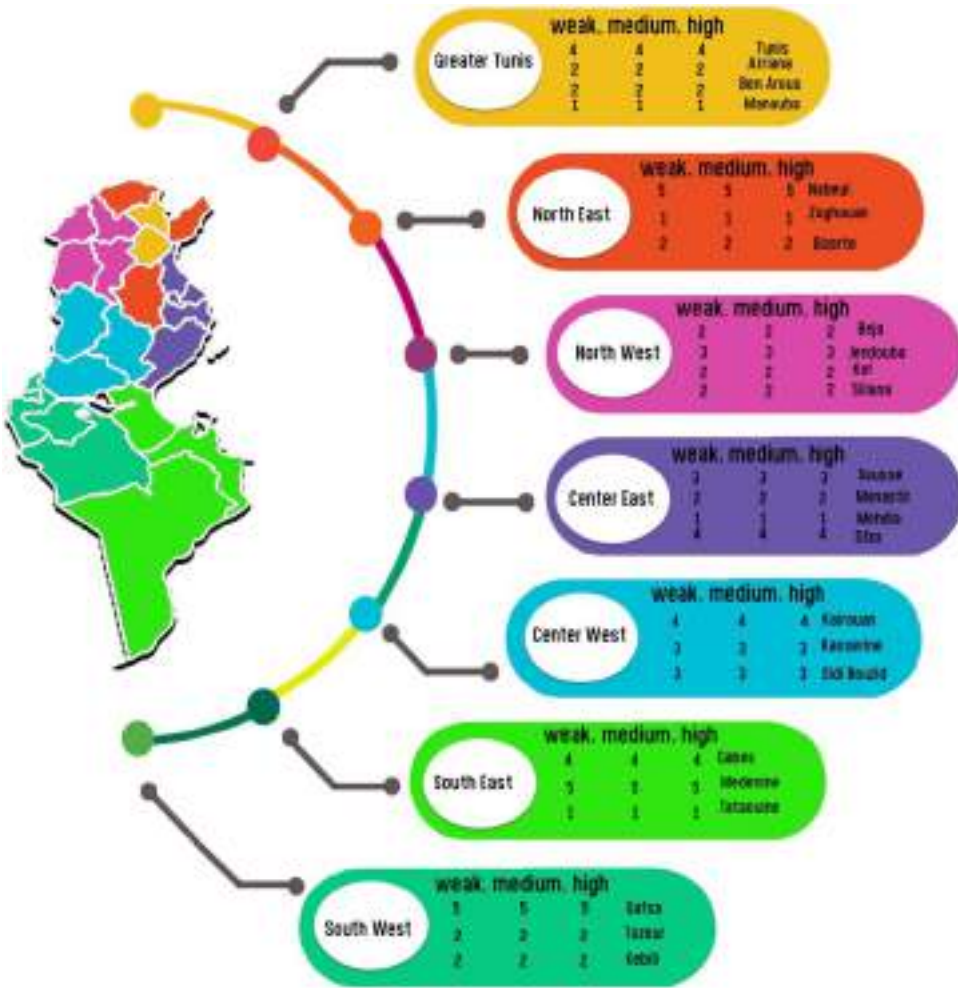 weak. medium. high
Greater Tunis
4 4 4 Tunis
2 2 2 Arriana
2 2 2 Ben Arous
1 1 1 Manouba
weak. medium. high
North East
5 5 5 Nabeul
1 1 1 Zaghouan
2 2 2
weak. medium. high
North West
2 2 2 Beja
3 3 3 Jendouba
2 2 2 Kef
2 2 2 Siliana
weak. medium. high
Center East
3 3 3 Sousse
2 2 2 Monastir
1 1 1 Mehdia
4 4 4 Sfax
weak. medium. high
Center West
4 4 4 Kairouan
3 3 3 Kasserine
3 3 3 Sidi Bouzid
weak. medium. high
South East
4 4 4 Gabes
5 5 5 Medenine
1 1 1 Tataouine
weak. medium. high
South West
5 5 5 Gafsa
2 2 2 Tozeur
2 2 2 Kebili